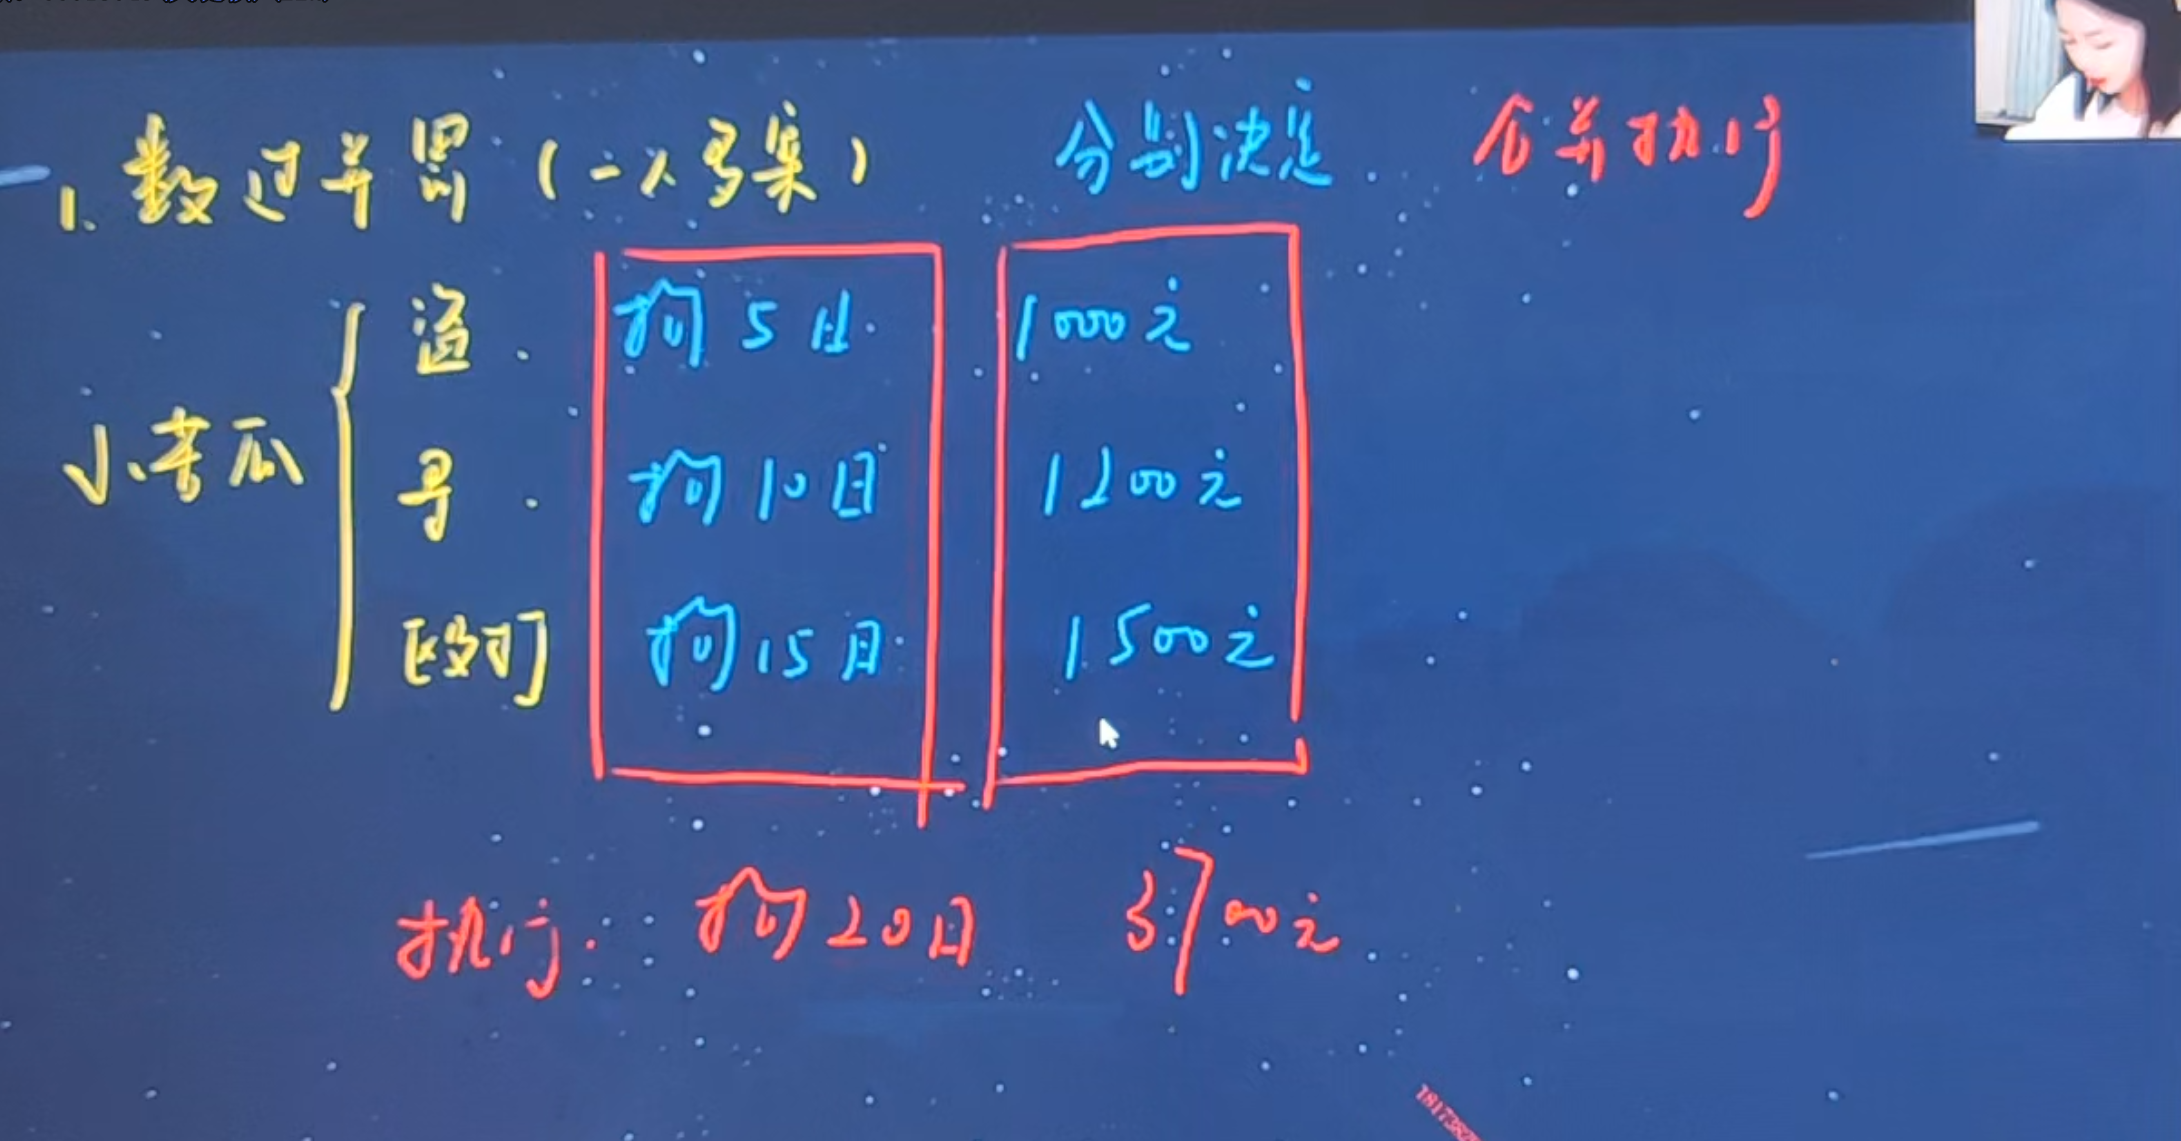 1、数过并罚（一人多案） 分别决定 合并执行
盗 拘5日 1000元
小苦瓜
寻 拘10日 1200元
殴打 拘15日 1500元
执行 拘20日 3700元